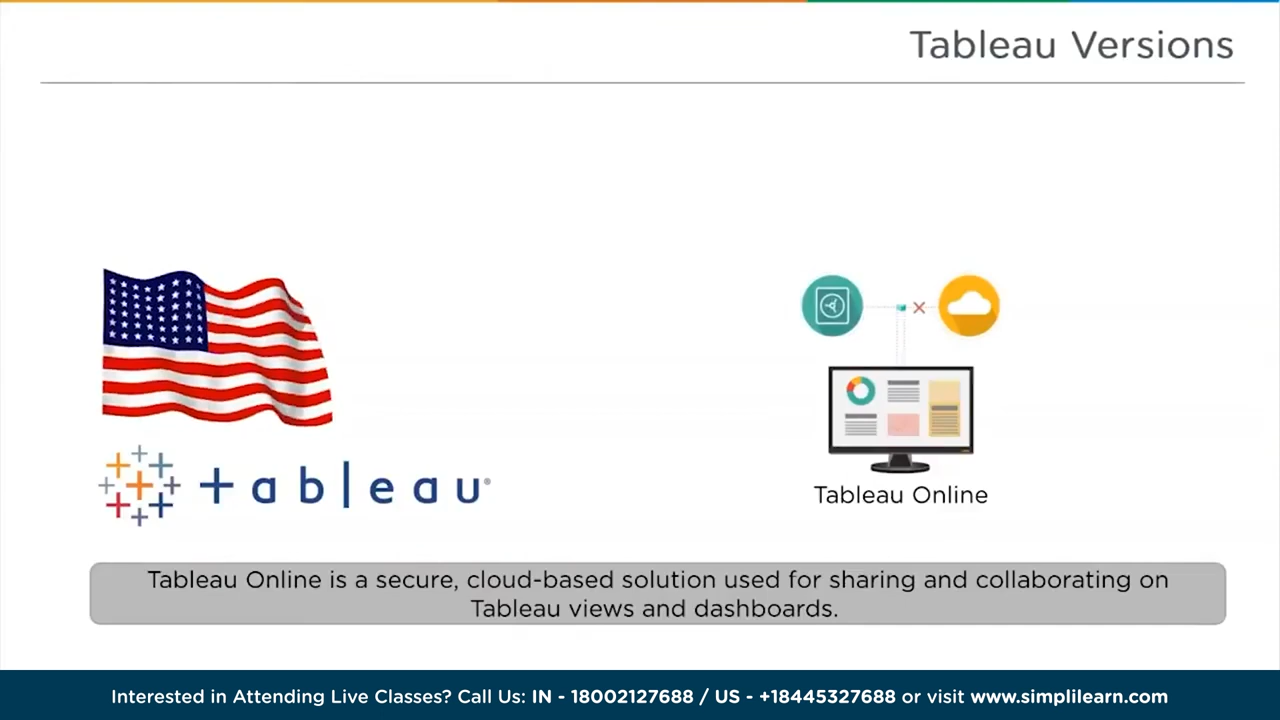 Tableau Versions
+ableau®
Tableau Online
Tableau Online is a secure, cloud-based solution used for sharing and collaborating on
Tableau views and dashboards.
Interested in Attending Live Classes? Call Us: IN - 18002127688 / US - +18445327688 or visit www.simplilearn.com